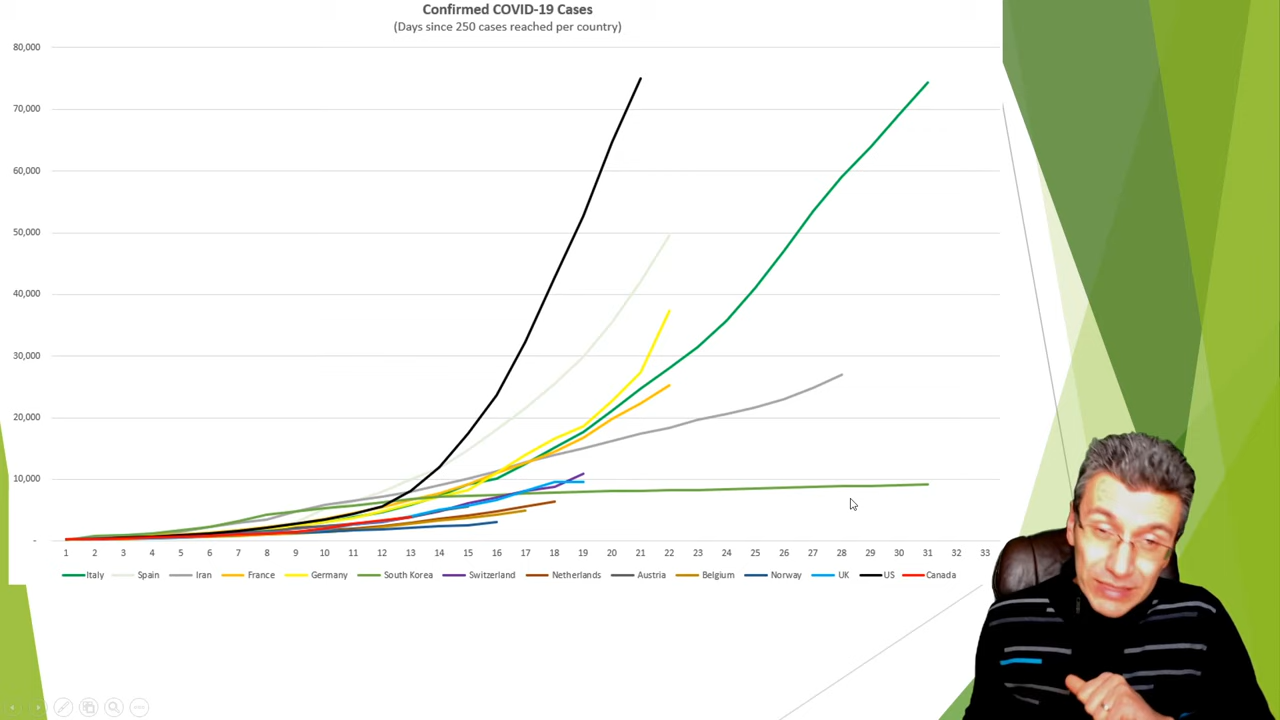 Confirmed COVID-19 Cases
(Days since 250 cases reached per country)
80,000
70,000
60,000
50,000
40,000
30,000
20,000
10,000
-
1 2 3 4 5 6 7 8 9 10 11 12 13 14 15 16 17 18 19 20 21 22 23 24 25 26 27 28 29 30 31 32 33
Italy Spain Iran France Germany South Korea Switzerland Netherlands Austria Belgium Norway UK US Canada